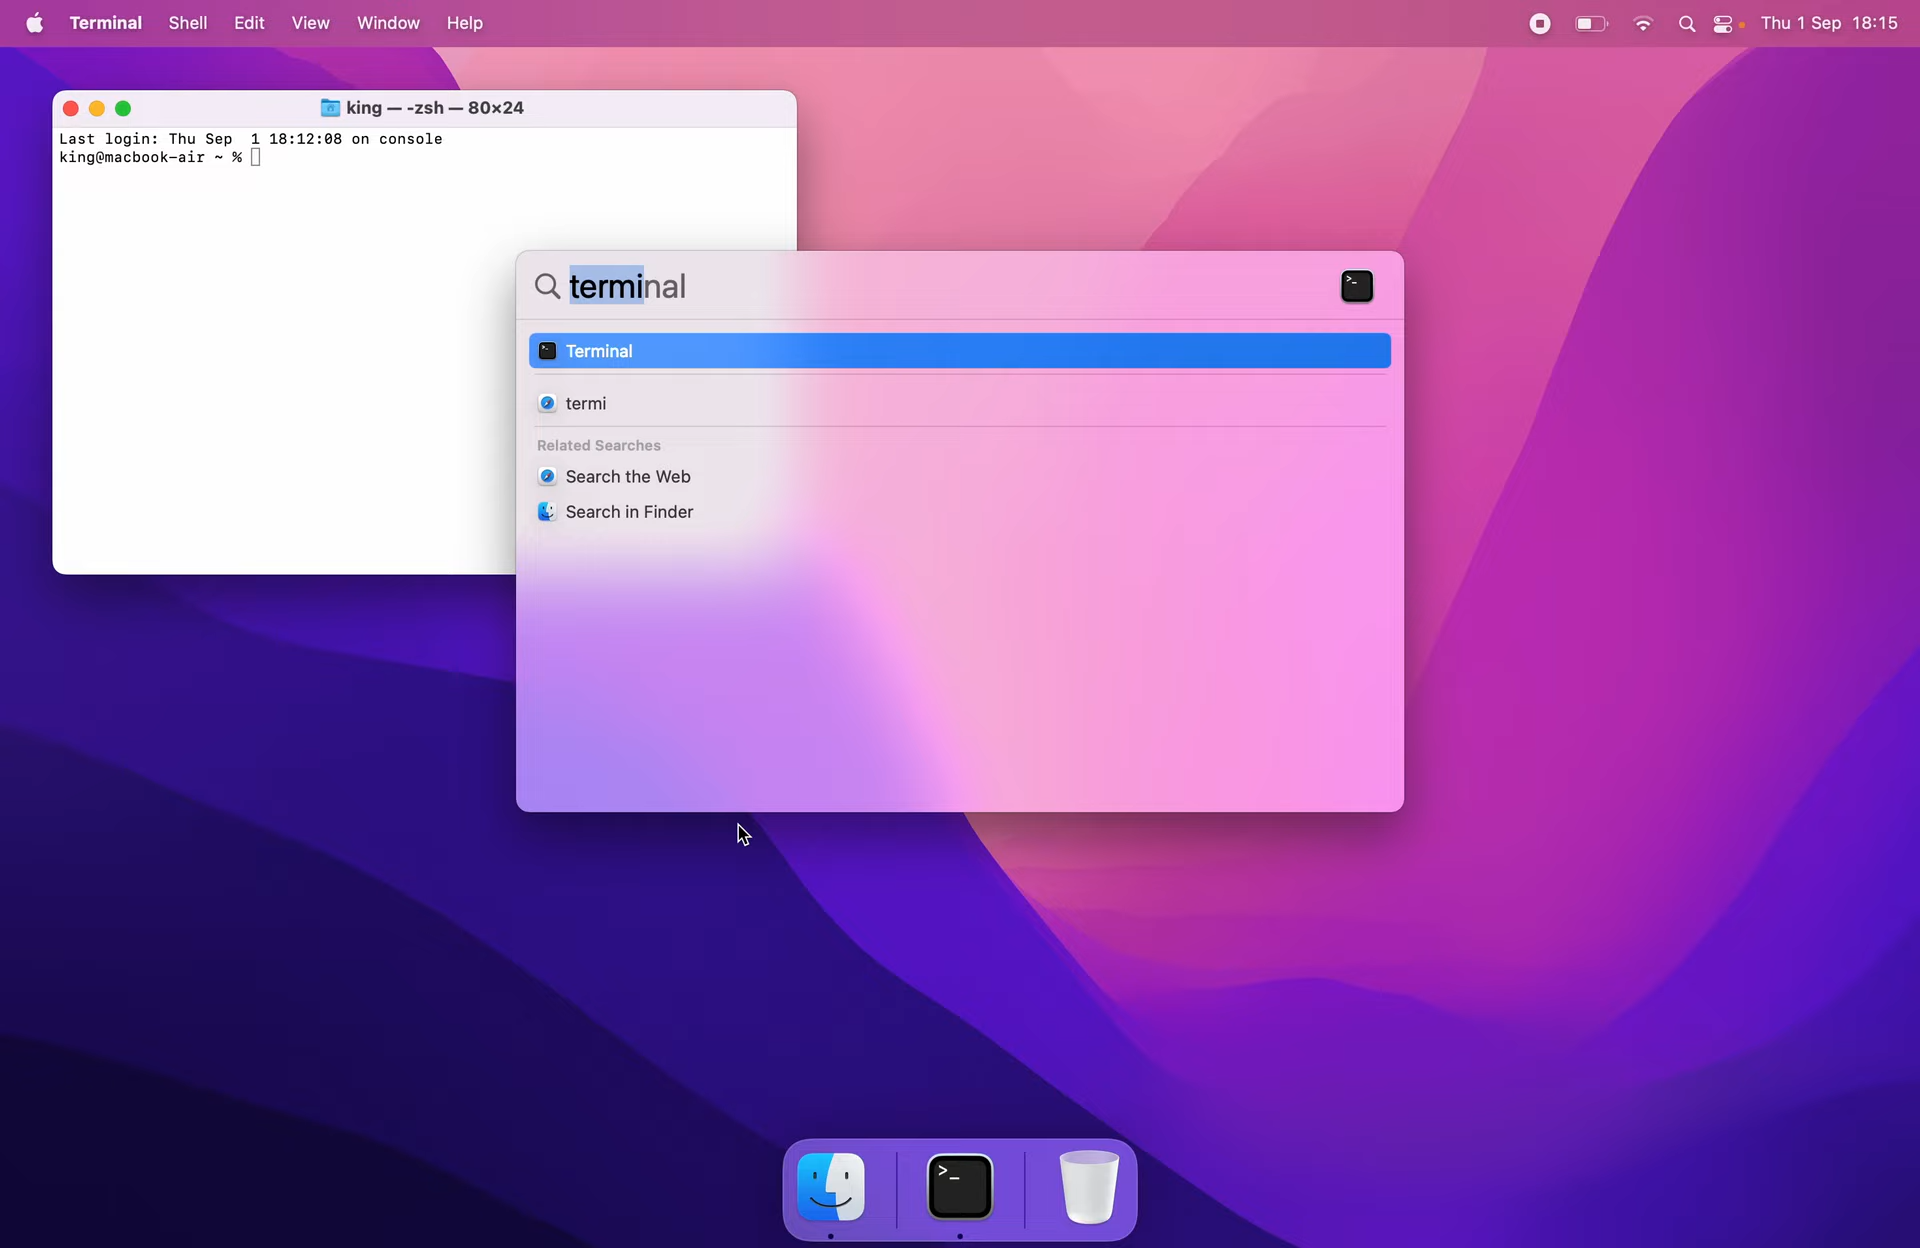 Terminal Shell Edit View Window Help Thu 1 Sep 18:15
king — -zsh — 80×24
Last login: Thu Sep  1 18:12:08 on console
king@macbook-air ~ %
terminal
>_
Terminal
termi
Related Searches
Search the Web
Search in Finder
>_